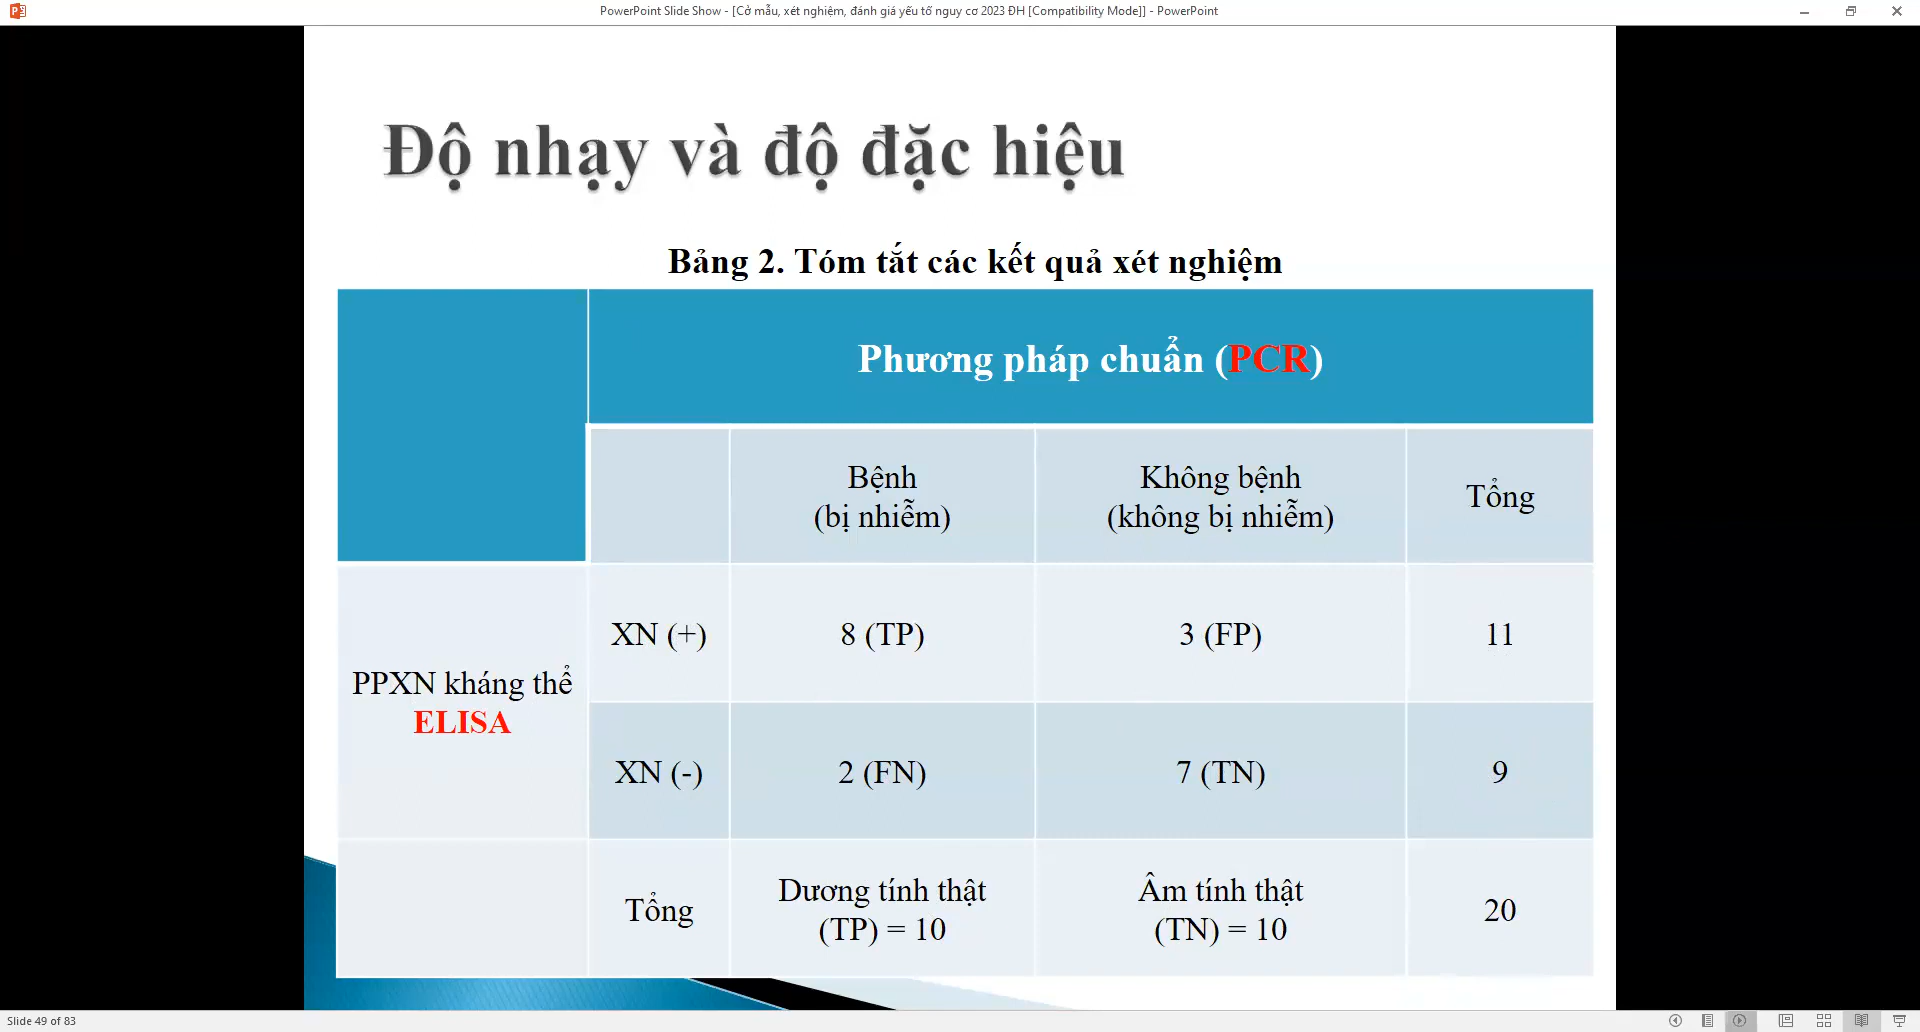 PowerPoint Slide Show - [Cở mẫu, xét nghiệm, đánh giá yếu tố nguy cơ 2023 ĐH [Compatibility Mode]] - PowerPoint
Độ nhạy và độ đặc hiệu
Bảng 2. Tóm tắt các kết quả xét nghiệm
Phương pháp chuẩn (PCR)
Bệnh
(bị nhiễm)
Không bệnh
(không bị nhiễm)
Tổng
PPXN kháng thể
ELISA
XN (+)
8 (TP)
3 (FP)
11
XN (-)
2 (FN)
7 (TN)
9
Tổng
Dương tính thật
(TP) = 10
Âm tính thật
(TN) = 10
20
Slide 49 of 83